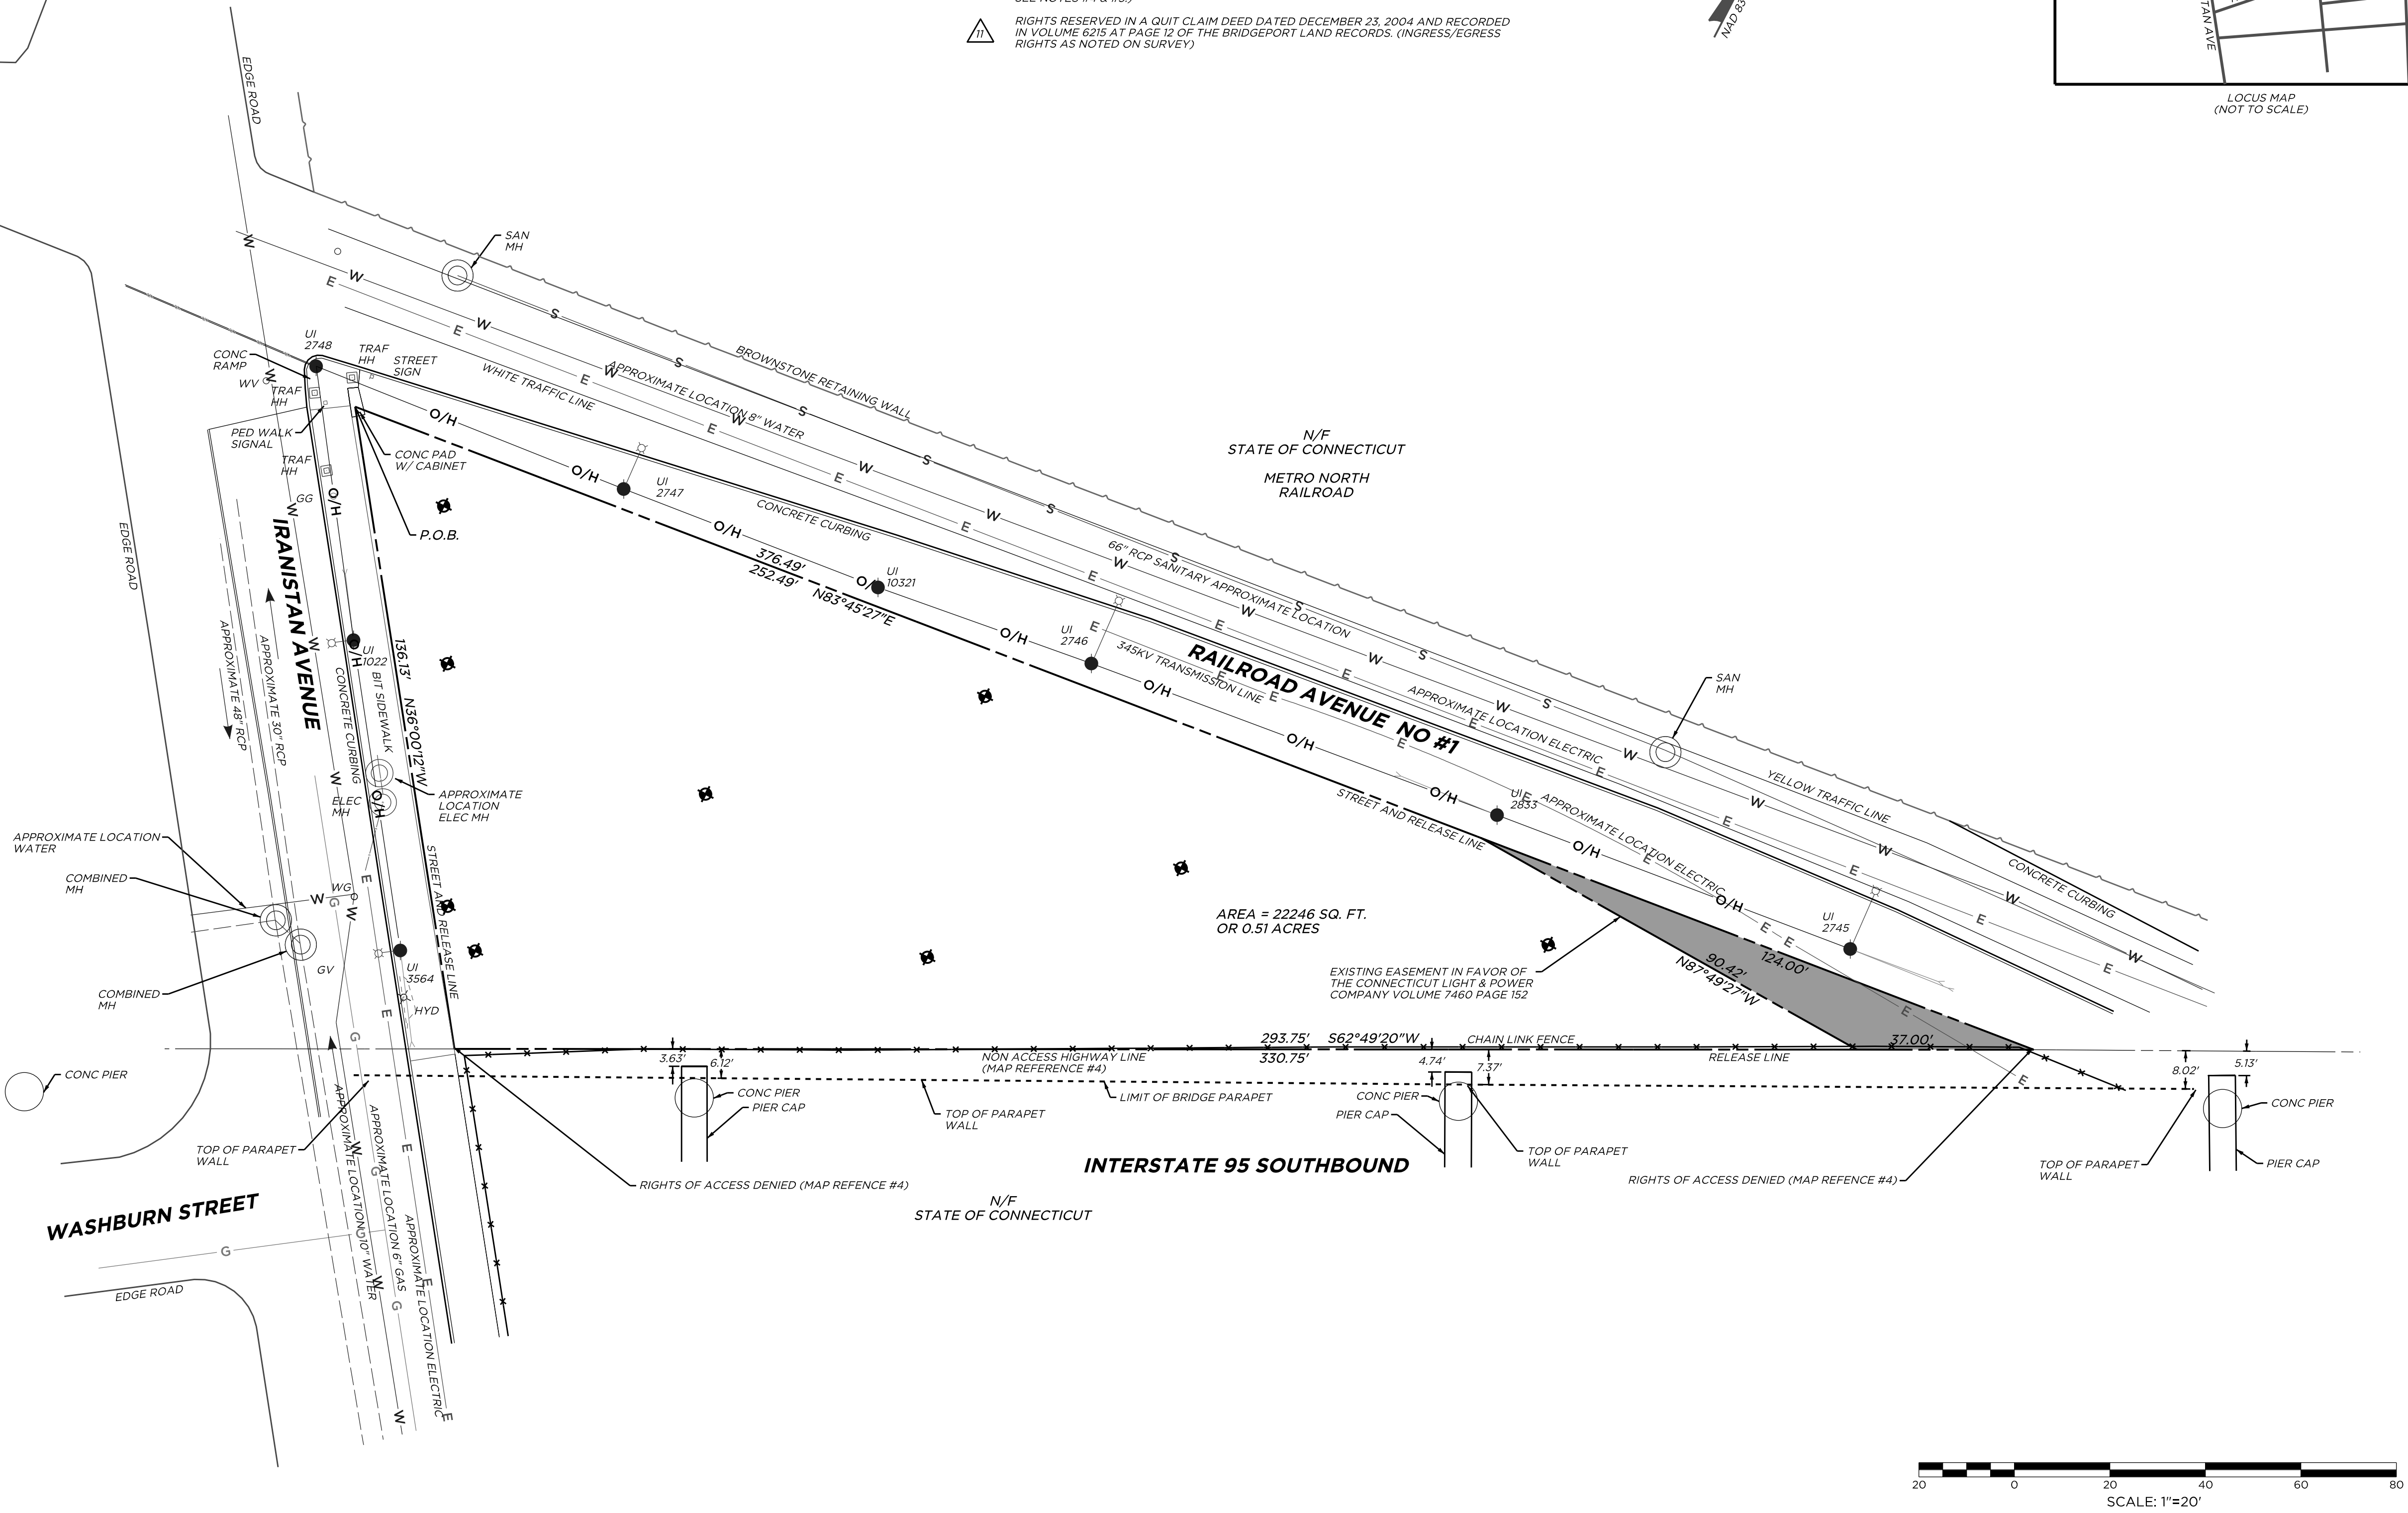 RIGHTS RESERVED IN A QUIT CLAIM DEED DATED DECEMBER 23, 2004 AND RECORDED
11
IN VOLUME 6215 AT PAGE 12 OF THE BRIDGEPORT LAND RECORDS. (INGRESS/EGRESS
RIGHTS AS NOTED ON SURVEY)
NAD 83
TAN AVE
LOCUS MAP
(NOT TO SCALE)
EDGE ROAD
SAN
MH
UI
2748
CONC
RAMP
TRAF
HH
STREET
SIGN
WV
TRAF
HH
PED WALK
SIGNAL
TRAF
HH
GG
CONC PAD
W/ CABINET
P.O.B.
WHITE TRAFFIC LINE
APPROXIMATE LOCATION 8" WATER
BROWNSTONE RETAINING WALL
N/F
STATE OF CONNECTICUT
METRO NORTH
RAILROAD
UI
2747
CONCRETE CURBING
376.49'
252.49'
N83°45'27"E
UI
10321
66" RCP SANITARY APPROXIMATE LOCATION
UI
2746
345KV TRANSMISSION LINE
RAILROAD AVENUE NO #1
APPROXIMATE LOCATION ELECTRIC
SAN
MH
YELLOW TRAFFIC LINE
CONCRETE CURBING
STREET AND RELEASE LINE
UI
2833
APPROXIMATE LOCATION ELECTRIC
UI
2745
EDGE ROAD
IRANISTAN AVENUE
APPROXIMATE 48" RCP
APPROXIMATE 30" RCP
UI
1022
CONCRETE CURBING
BIT SIDEWALK
136.13'
N36°00'12"W
ELEC
MH
APPROXIMATE
LOCATION
ELEC MH
APPROXIMATE LOCATION
WATER
COMBINED
MH
WG
STREET AND RELEASE LINE
COMBINED
MH
GV
UI
3564
HYD
AREA = 22246 SQ. FT.
OR 0.51 ACRES
EXISTING EASEMENT IN FAVOR OF
THE CONNECTICUT LIGHT & POWER
COMPANY VOLUME 7460 PAGE 152
90.42'
N87°49'27"W
124.00'
293.75' S62°49'20"W
330.75'
CHAIN LINK FENCE
37.00'
RELEASE LINE
NON ACCESS HIGHWAY LINE
(MAP REFERENCE #4)
3.63'
6.12'
4.74'
7.37'
8.02'
5.13'
CONC PIER
CONC PIER
PIER CAP
TOP OF PARAPET
WALL
LIMIT OF BRIDGE PARAPET
CONC PIER
PIER CAP
TOP OF PARAPET
WALL
CONC PIER
PIER CAP
TOP OF PARAPET
WALL
TOP OF PARAPET
WALL
INTERSTATE 95 SOUTHBOUND
RIGHTS OF ACCESS DENIED (MAP REFENCE #4)
RIGHTS OF ACCESS DENIED (MAP REFENCE #4)
N/F
STATE OF CONNECTICUT
WASHBURN STREET
APPROXIMATE LOCATION 10" WATER
APPROXIMATE LOCATION 6" GAS
APPROXIMATE LOCATION ELECTRIC
EDGE ROAD
20 0 20 40 60 80
SCALE: 1"=20'